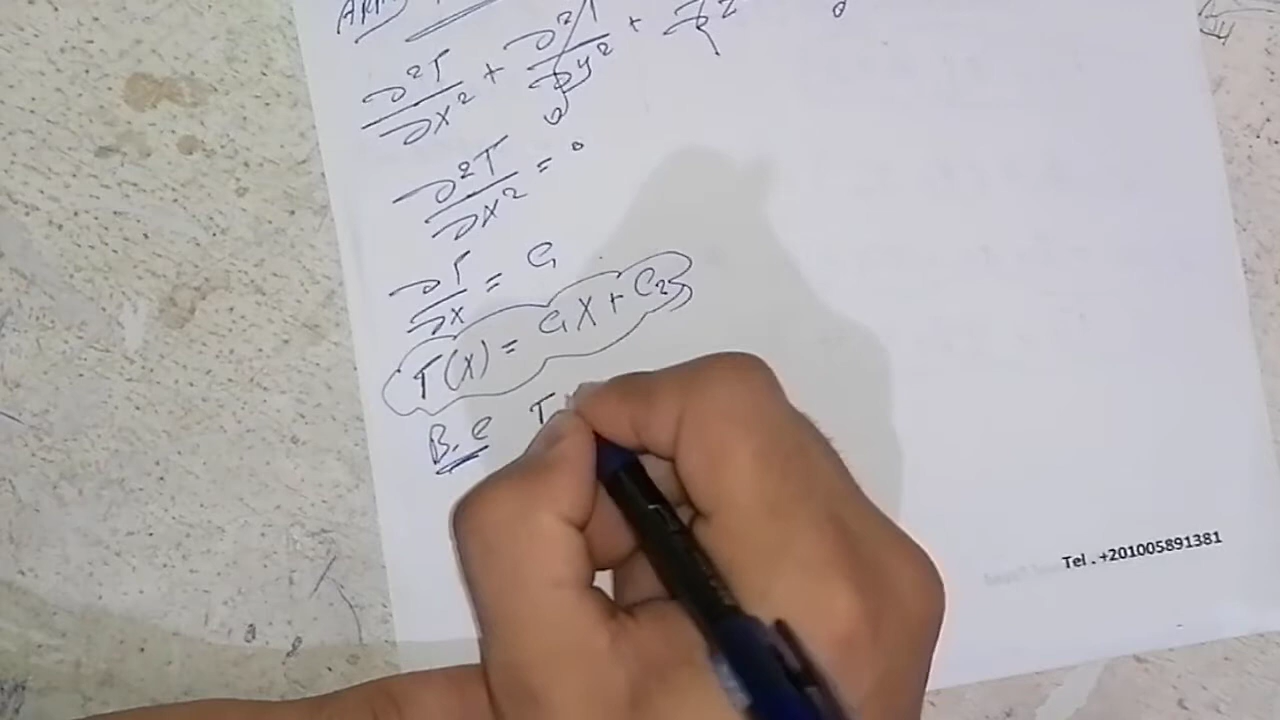 ∂²T/∂x² + ∂²T/∂y² +
∂²T/∂x² = 0
∂T/∂x = C₁
T(x) = C₁x + C₂
B.C T
Tel . +201005891381